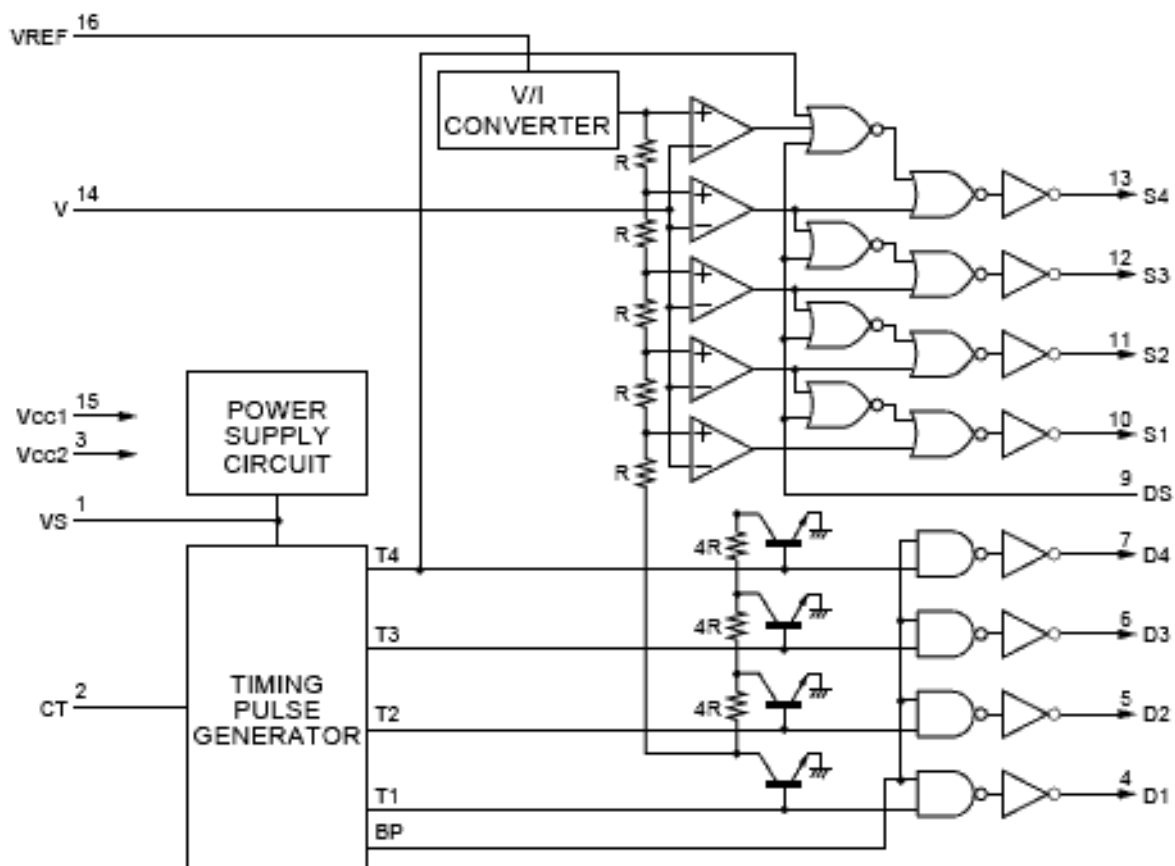 VREF 16
V/I
CONVERTER
+
−
R
13 S4
V 14
+
−
R
12 S3
+
−
R
11 S2
+
−
R
10 S1
+
−
R
9 DS
Vcc1 15
Vcc2 3
POWER
SUPPLY
CIRCUIT
VS 1
T4
4R
7 D4
T3
4R
6 D3
CT 2
TIMING
PULSE
GENERATOR
T2
4R
5 D2
T1
4 D1
BP